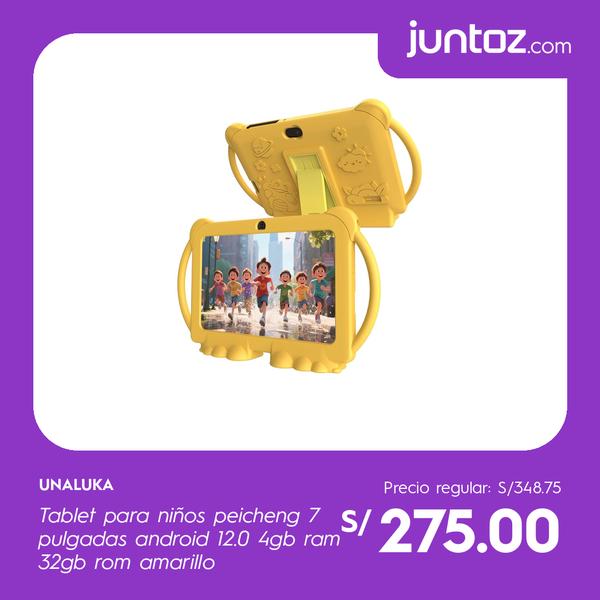 juntoz.com
UNALUKA
Precio regular: S/348.75
Tablet para niños peicheng 7
pulgadas android 12.0 4gb ram
32gb rom amarillo
S/ 275.00